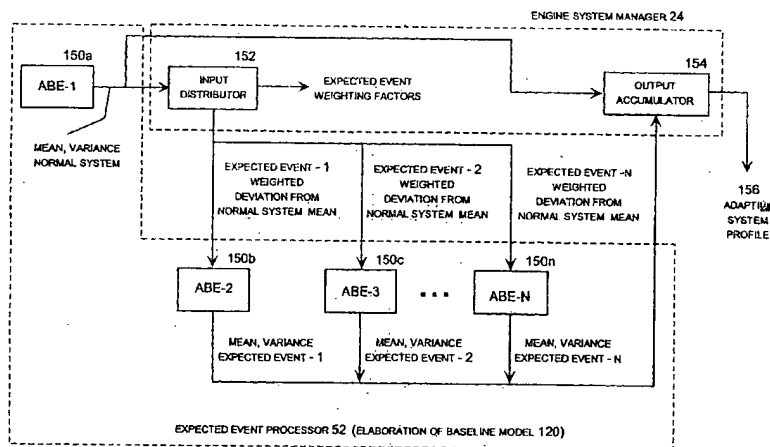 ENGINE SYSTEM MANAGER 24
150a
ABE-1
MEAN, VARIANCE
NORMAL SYSTEM
152
INPUT
DISTRIBUTOR
EXPECTED EVENT
WEIGHTING FACTORS
154
OUTPUT
ACCUMULATOR
EXPECTED EVENT - 1
WEIGHTED
DEVIATION FROM
NORMAL SYSTEM MEAN
EXPECTED EVENT - 2
WEIGHTED
DEVIATION FROM
NORMAL SYSTEM MEAN
EXPECTED EVENT -N
WEIGHTED
DEVIATION FROM
NORMAL SYSTEM MEAN
156
ADAPTIVE
SYSTEM
PROFILE
150b
ABE-2
150c
ABE-3
...
150n
ABE-N
MEAN, VARIANCE
EXPECTED EVENT - 1
MEAN, VARIANCE
EXPECTED EVENT - 2
MEAN, VARIANCE
EXPECTED EVENT - N
EXPECTED EVENT PROCESSOR 52 (ELABORATION OF BASELINE MODEL 120)